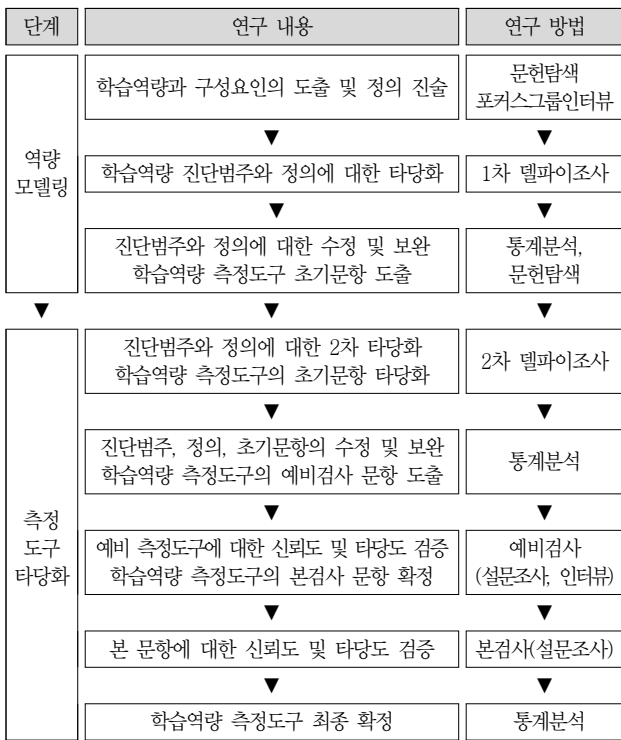 단계 연구 내용 연구 방법
역량
모델링
학습역량과 구성요인의 도출 및 정의 진술
문헌탐색
포커스그룹인터뷰
▼ ▼
학습역량 진단범주와 정의에 대한 타당화
1차 델파이조사
▼ ▼
진단범주와 정의에 대한 수정 및 보완
학습역량 측정도구 초기문항 도출
통계분석,
문헌탐색
▼ ▼ ▼
측정
도구
타당화
진단범주와 정의에 대한 2차 타당화
학습역량 측정도구의 초기문항 타당화
2차 델파이조사
▼ ▼
진단범주, 정의, 초기문항의 수정 및 보완
학습역량 측정도구의 예비검사 문항 도출
통계분석
▼ ▼
예비 측정도구에 대한 신뢰도 및 타당도 검증
학습역량 측정도구의 본검사 문항 확정
예비검사
(설문조사, 인터뷰)
▼ ▼
본 문항에 대한 신뢰도 및 타당도 검증
본검사(설문조사)
▼ ▼
학습역량 측정도구 최종 확정
통계분석